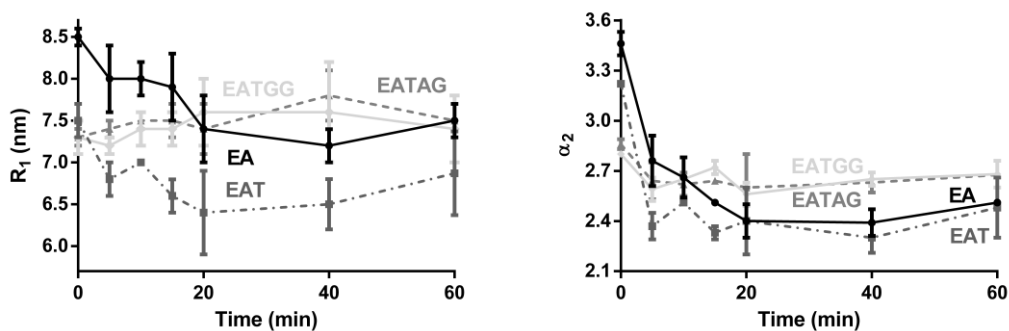 R1 (nm)
8.5
8.0
7.5
7.0
6.5
6.0
EATGG
EATAG
EA
EAT
0
20
40
60
Time (min)
α2
3.6
3.3
3.0
2.7
2.4
2.1
EATGG
EATAG
EA
EAT
0
20
40
60
Time (min)